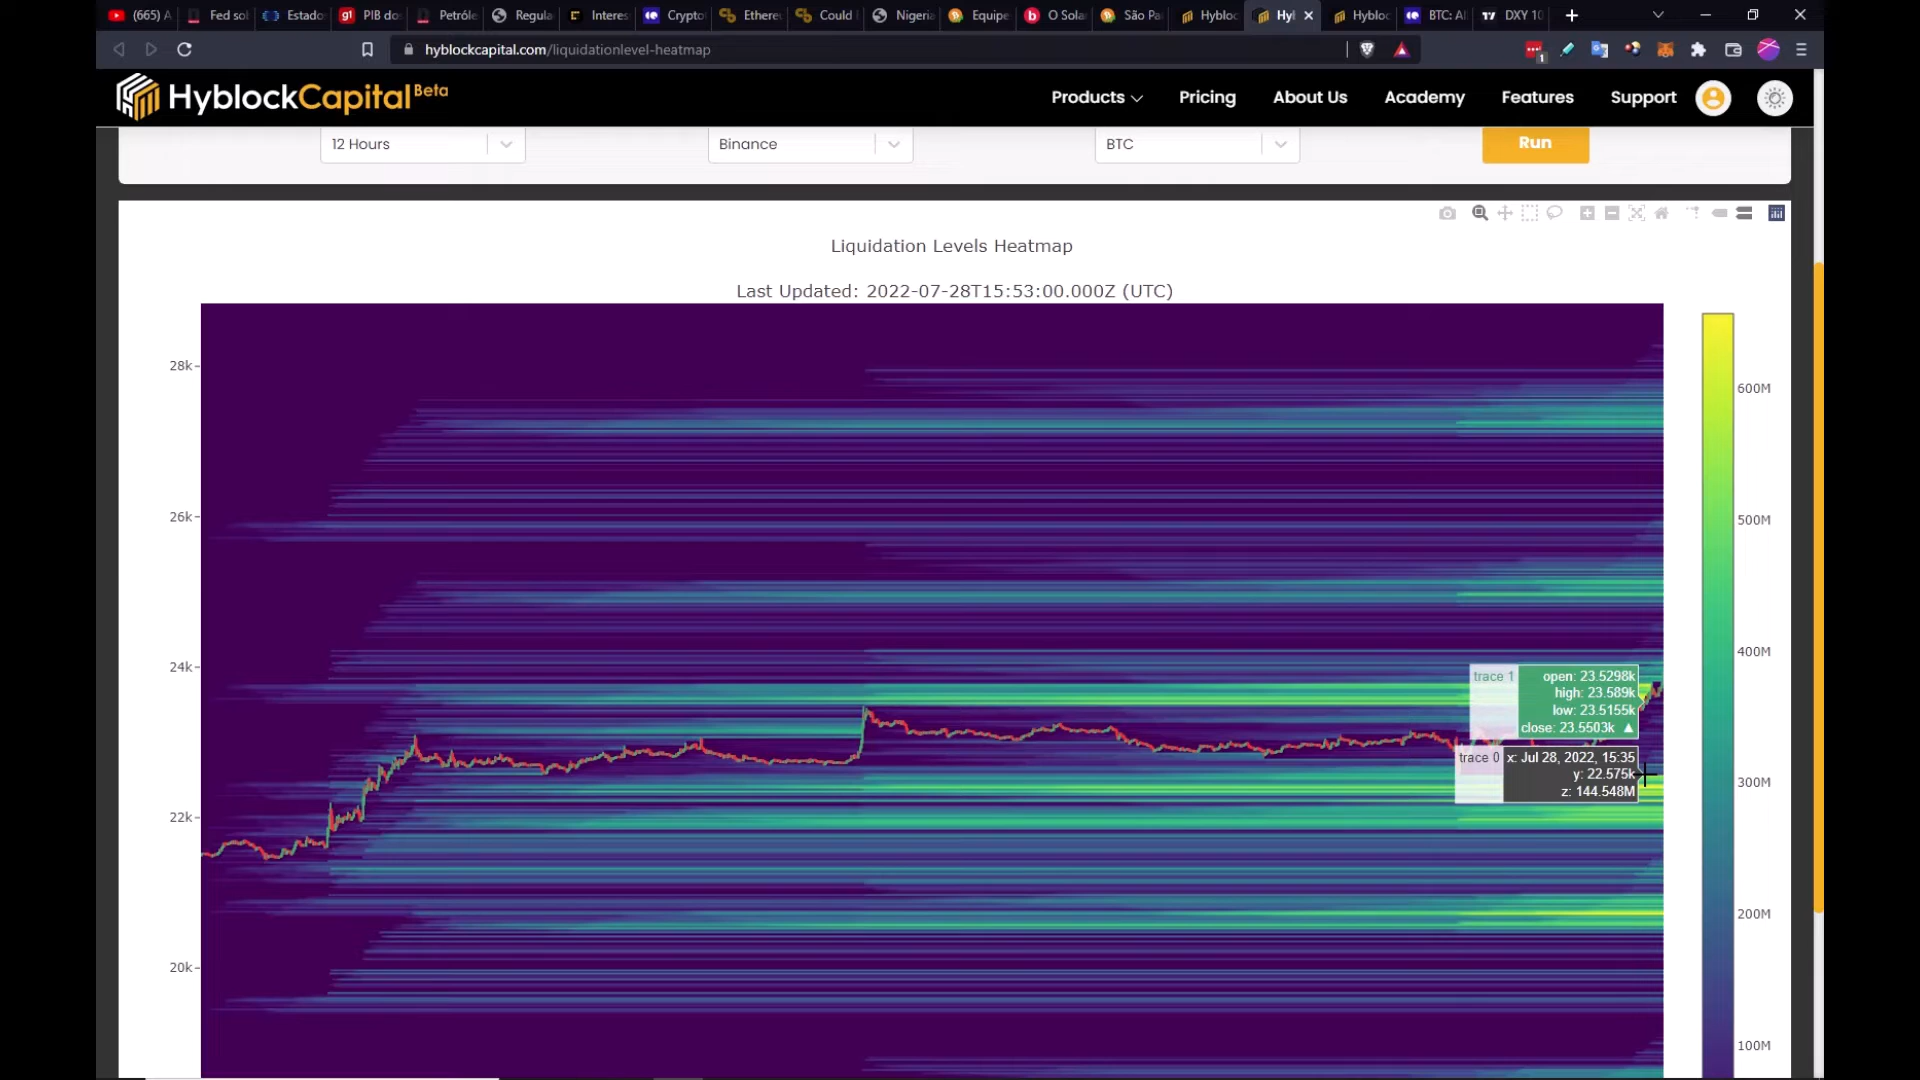 (665) A
Fed sol
Estado
g1 PIB do
Petróle
Regula
Interes
Crypto
Ethere
Could
Nigeria
Equipe
O Sola
São Pa
Hybloc
Hyl
Hybloc
BTC: Al
DXY 10
hyblockcapital.com/liquidationlevel-heatmap
1
HyblockCapital Beta
Products
Pricing
About Us
Academy
Features
Support
12 Hours
Binance
BTC
Run
Liquidation Levels Heatmap
Last Updated: 2022-07-28T15:53:00.000Z (UTC)
28k
26k
24k
22k
20k
600M
500M
400M
300M
200M
100M
trace 1
open: 23.5298k
high: 23.589k
low: 23.5155k
close: 23.5503k ▲
trace 0
x: Jul 28, 2022, 15:35
y: 22.575k
z: 144.548M